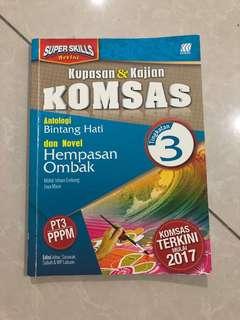 SUPER SKILLS
Kupasan & Kajian
KOMSAS
Antologi
Bintang Hati
dan Novel
Hempasan
Ombak
Tingkatan
3
PT3
PPPM
KOMSAS
TERKINI
MULAI
2017